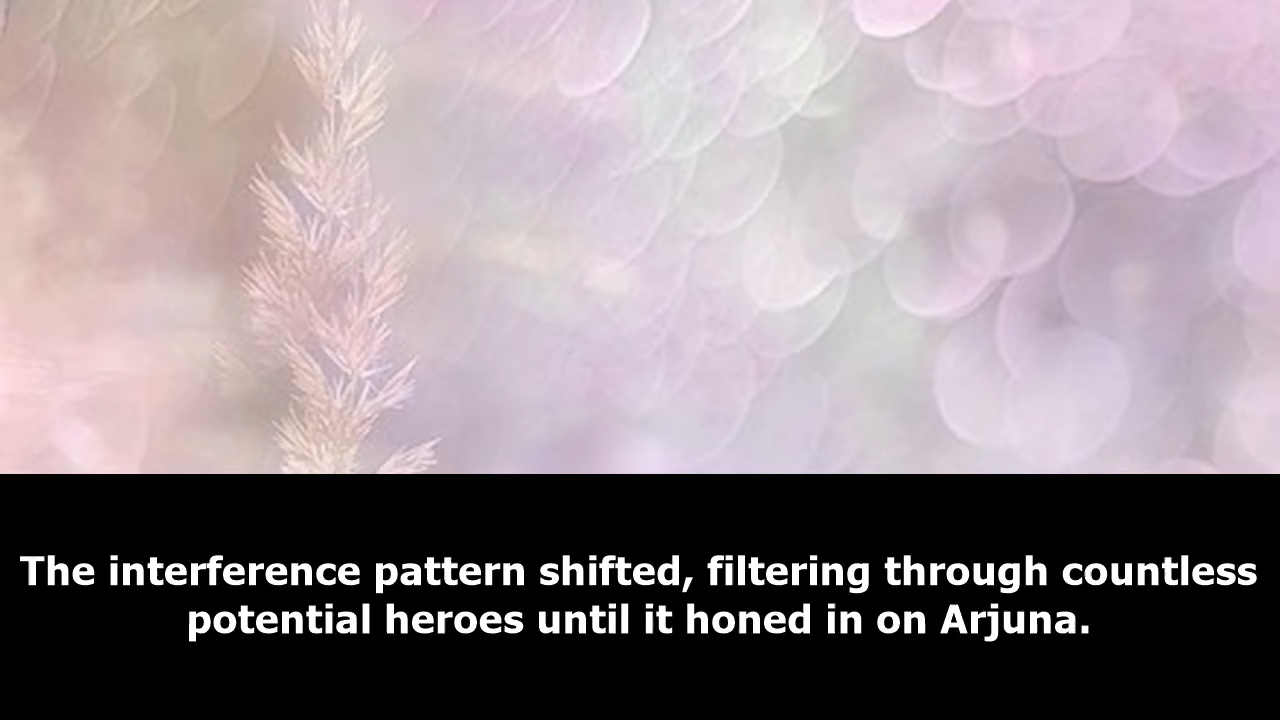 The interference pattern shifted, filtering through countless
potential heroes until it honed in on Arjuna.